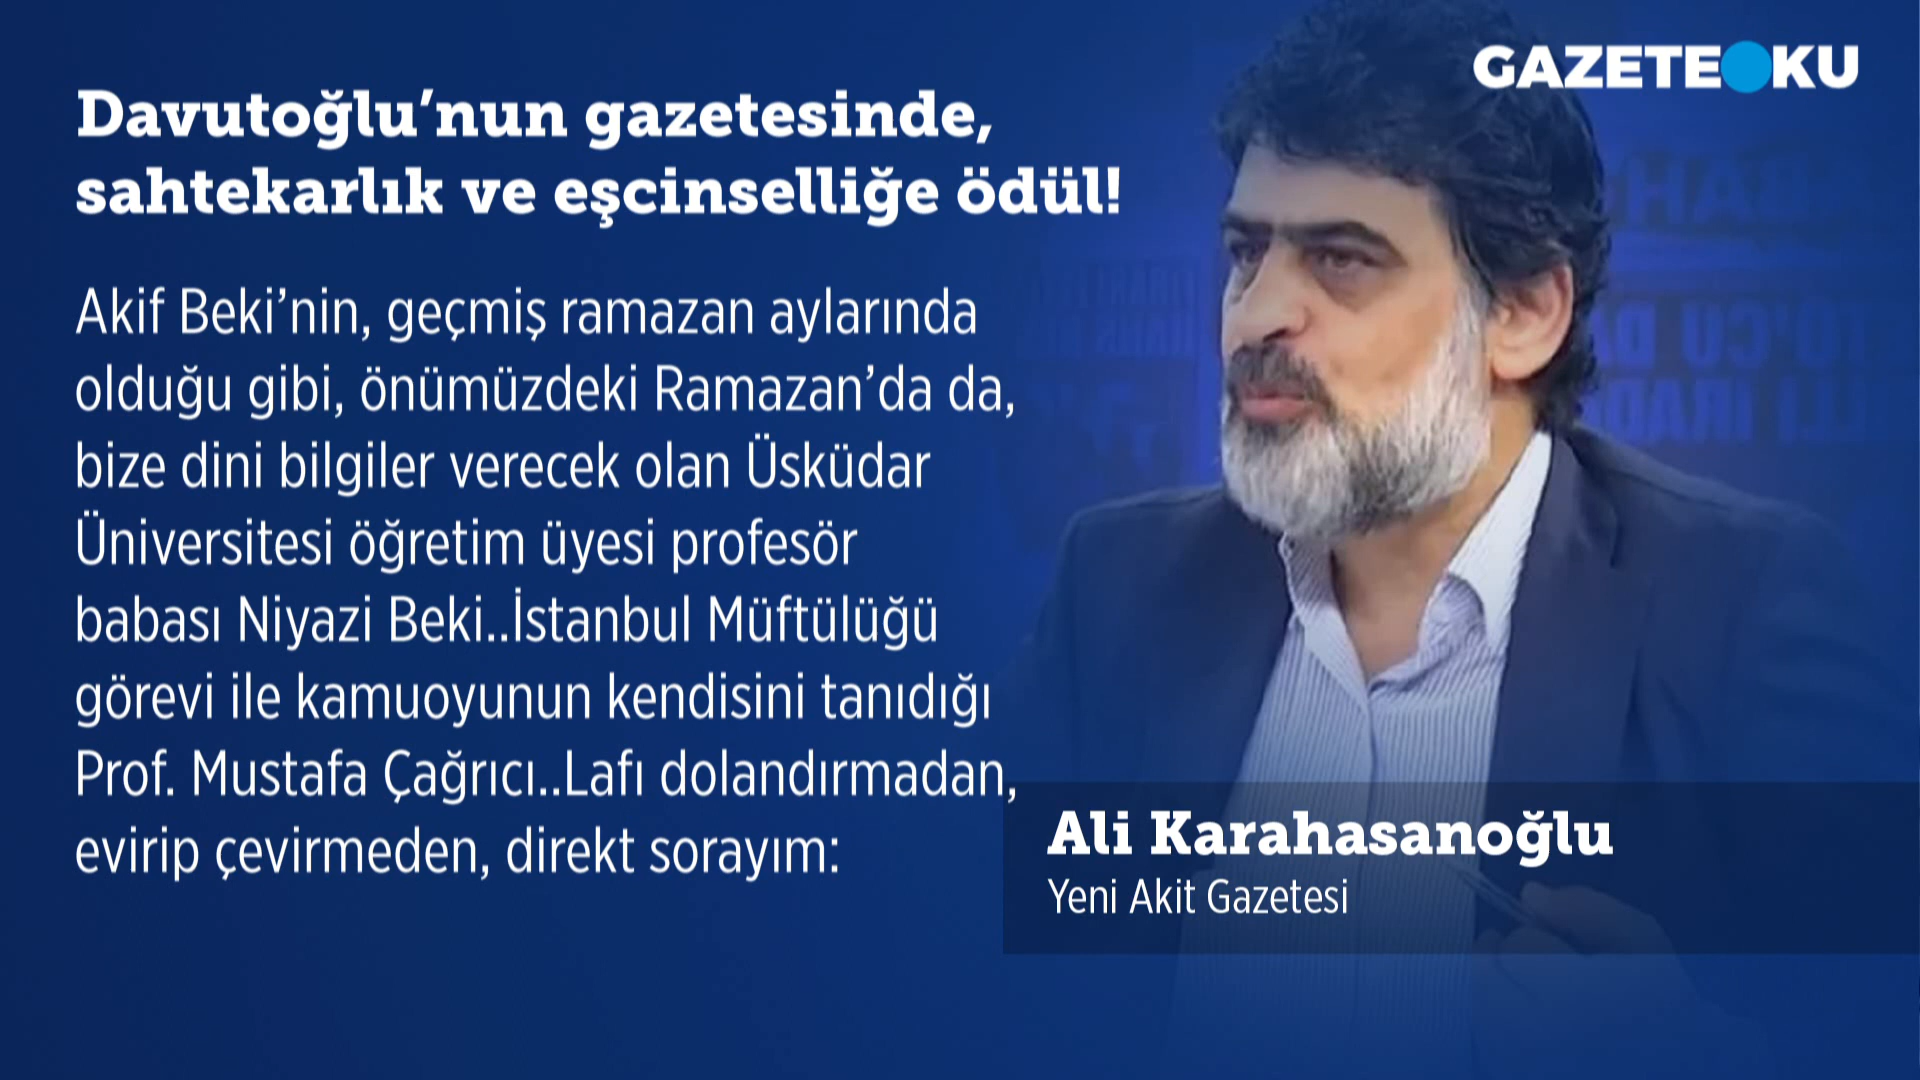 GAZETEOKU
Davutoğlu’nun gazetesinde,
sahtekarlık ve eşcinselliğe ödül!
Akif Beki’nin, geçmiş ramazan aylarında
olduğu gibi, önümüzdeki Ramazan’da da,
bize dini bilgiler verecek olan Üsküdar
Üniversitesi öğretim üyesi profesör
babası Niyazi Beki..İstanbul Müftülüğü
görevi ile kamuoyunun kendisini tanıdığı
Prof. Mustafa Çağrıcı..Lafı dolandırmadan,
evirip çevirmeden, direkt sorayım:
Ali Karahasanoğlu
Yeni Akit Gazetesi